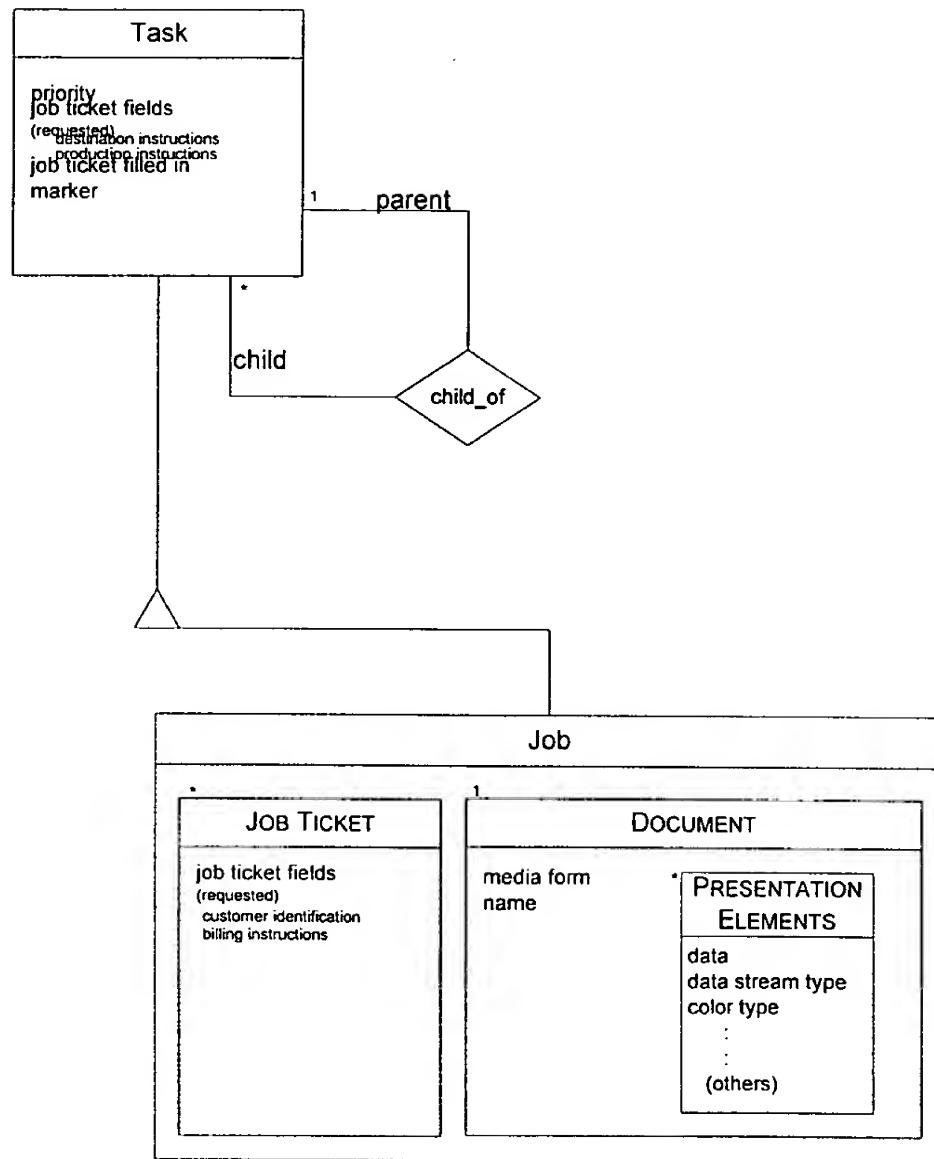 Task
priority
job ticket fields
(requested)
destination instructions
production instructions
job ticket filled in
marker
1
parent
*
child
child_of
Job
*
JOB TICKET
job ticket fields
(requested)
customer identification
billing instructions
1
DOCUMENT
media form
name
*
PRESENTATION
ELEMENTS
data
data stream type
color type
:
:
(others)